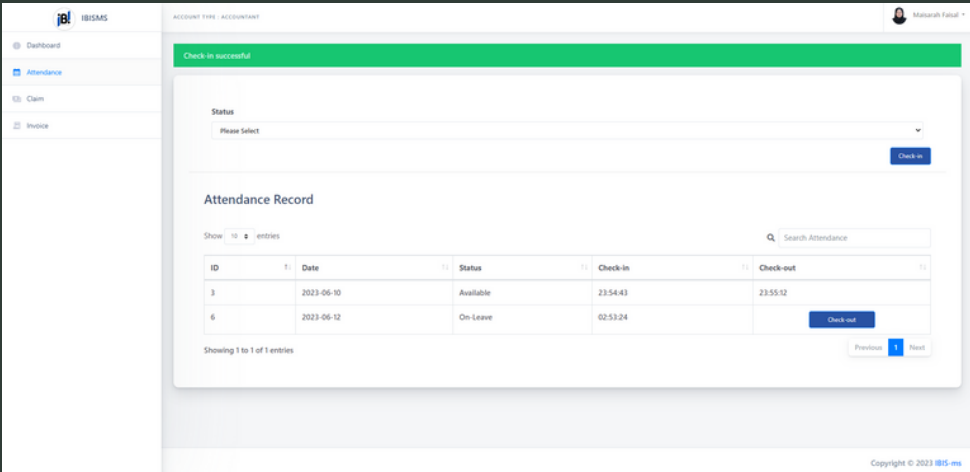 iB! IBISMS
ACCOUNT TYPE : ACCOUNTANT
Maisarah Faisal
Dashboard
Attendance
Claim
Invoice
Check-in successful
Status
Please Select
Check-in
Attendance Record
Show 10 entries
Search Attendance
ID Date Status Check-in Check-out
3 2023-06-10 Available 23:54:43 23:55:12
6 2023-06-12 On-Leave 02:53:24 Check-out
Showing 1 to 1 of 1 entries
Previous 1 Next
Copyright © 2023 IBIS-ms